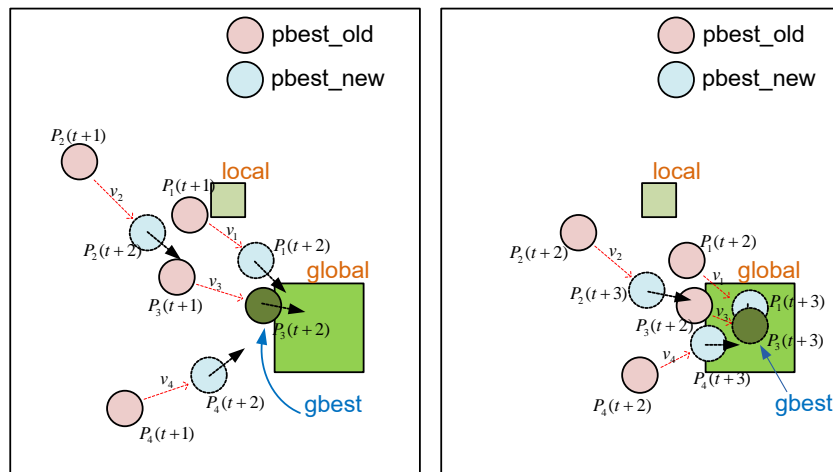 pbest_old
pbest_new
P2(t+1)
local
P1(t+1)
v2
v1
P2(t+2)
P1(t+2)
global
P3(t+1)
v3
P3(t+2)
v4
P4(t+2)
gbest
P4(t+1)
pbest_old
pbest_new
local
P2(t+2)
v2
P1(t+2)
global
v1
P2(t+3)
P1(t+3)
P3(t+2)
v3
P3(t+3)
v4
P4(t+3)
P4(t+2)
gbest